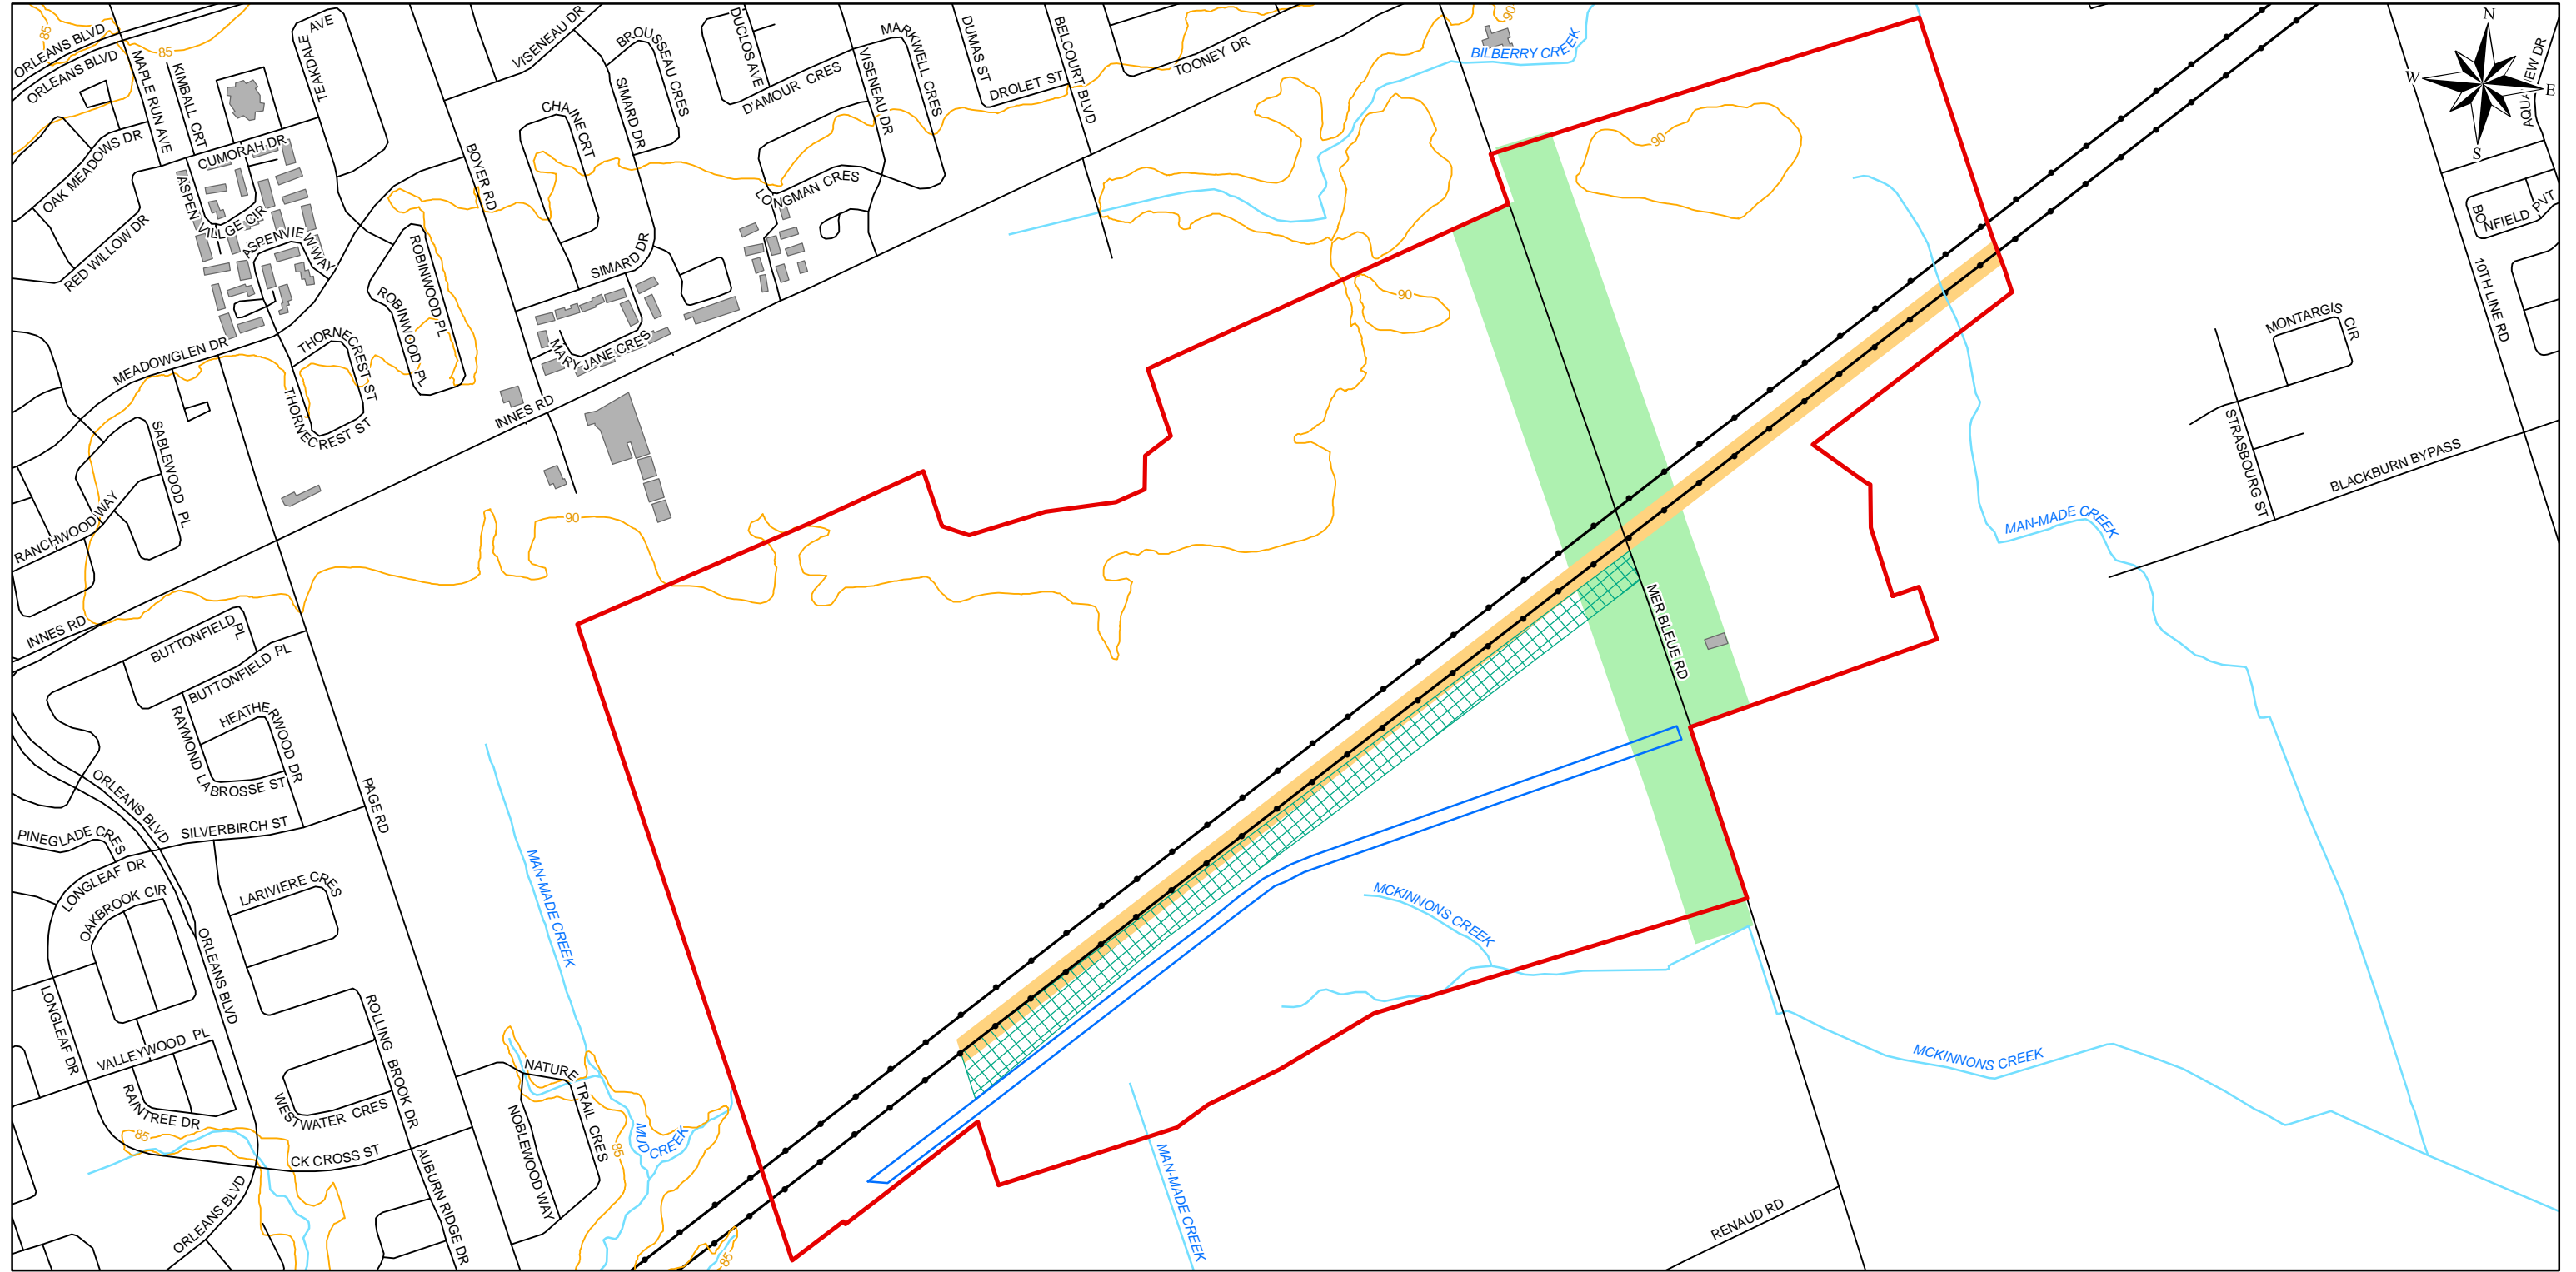 ORLEANS BLVD
ORLEANS BLVD
85
85
MAPLE RUN AVE
KIMBALL CRT
TEAKDALE AVE
VISENEAU DR
BROUSSEAU CRES
DUCLOS AVE
D'AMOUR CRES
MARKWELL CRES
VISENEAU DR
DUMAS ST
DROLET ST
BELCOURT BLVD
TOONEY DR
90
BILBERRY CREEK
N
W
E
S
AQUAVIEW DR
OAK MEADOWS DR
CUMORAH DR
CHAINE CRT
SIMARD DR
BOYER RD
LONGMAN CRES
90
RED WILLOW DR
ASPEN VILLGE CIR
ASPENVIEW WAY
ROBINWOOD PL
ROBINWOOD PL
SIMARD DR
BONFIELD PVT
10TH LINE RD
90
MONTARGIS CIR
MEADOWGLEN DR
THORNECREST ST
THORNECREST ST
MARY JANE CRES
INNES RD
SABLEWOOD PL
RANCHWOOD WAY
90
STRASBOURG ST
BLACKBURN BYPASS
MAN-MADE CREEK
INNES RD
BUTTONFIELD PL
BUTTONFIELD PL
MER BLEUE RD
RAYMOND LABROSSE ST
HEATHERWOOD DR
ORLEANS BLVD
PAGE RD
PINEGLADE CRES
SILVERBIRCH ST
LONGLEAF DR
OAKBROOK CIR
LARIVIERE CRES
MAN-MADE CREEK
MCKINNONS CREEK
ORLEANS BLVD
LONGLEAF DR
ROLLING BROOK DR
VALLEYWOOD PL
RAINTREE DR
WESTWATER CRES
NATURE TRAIL CRES
NOBLEWOOD WAY
MUD CREEK
85
85
MCKINNONS CREEK
CK CROSS ST
AUBURN RIDGE DR
ORLEANS BLVD
MAN-MADE CREEK
RENAUD RD
85